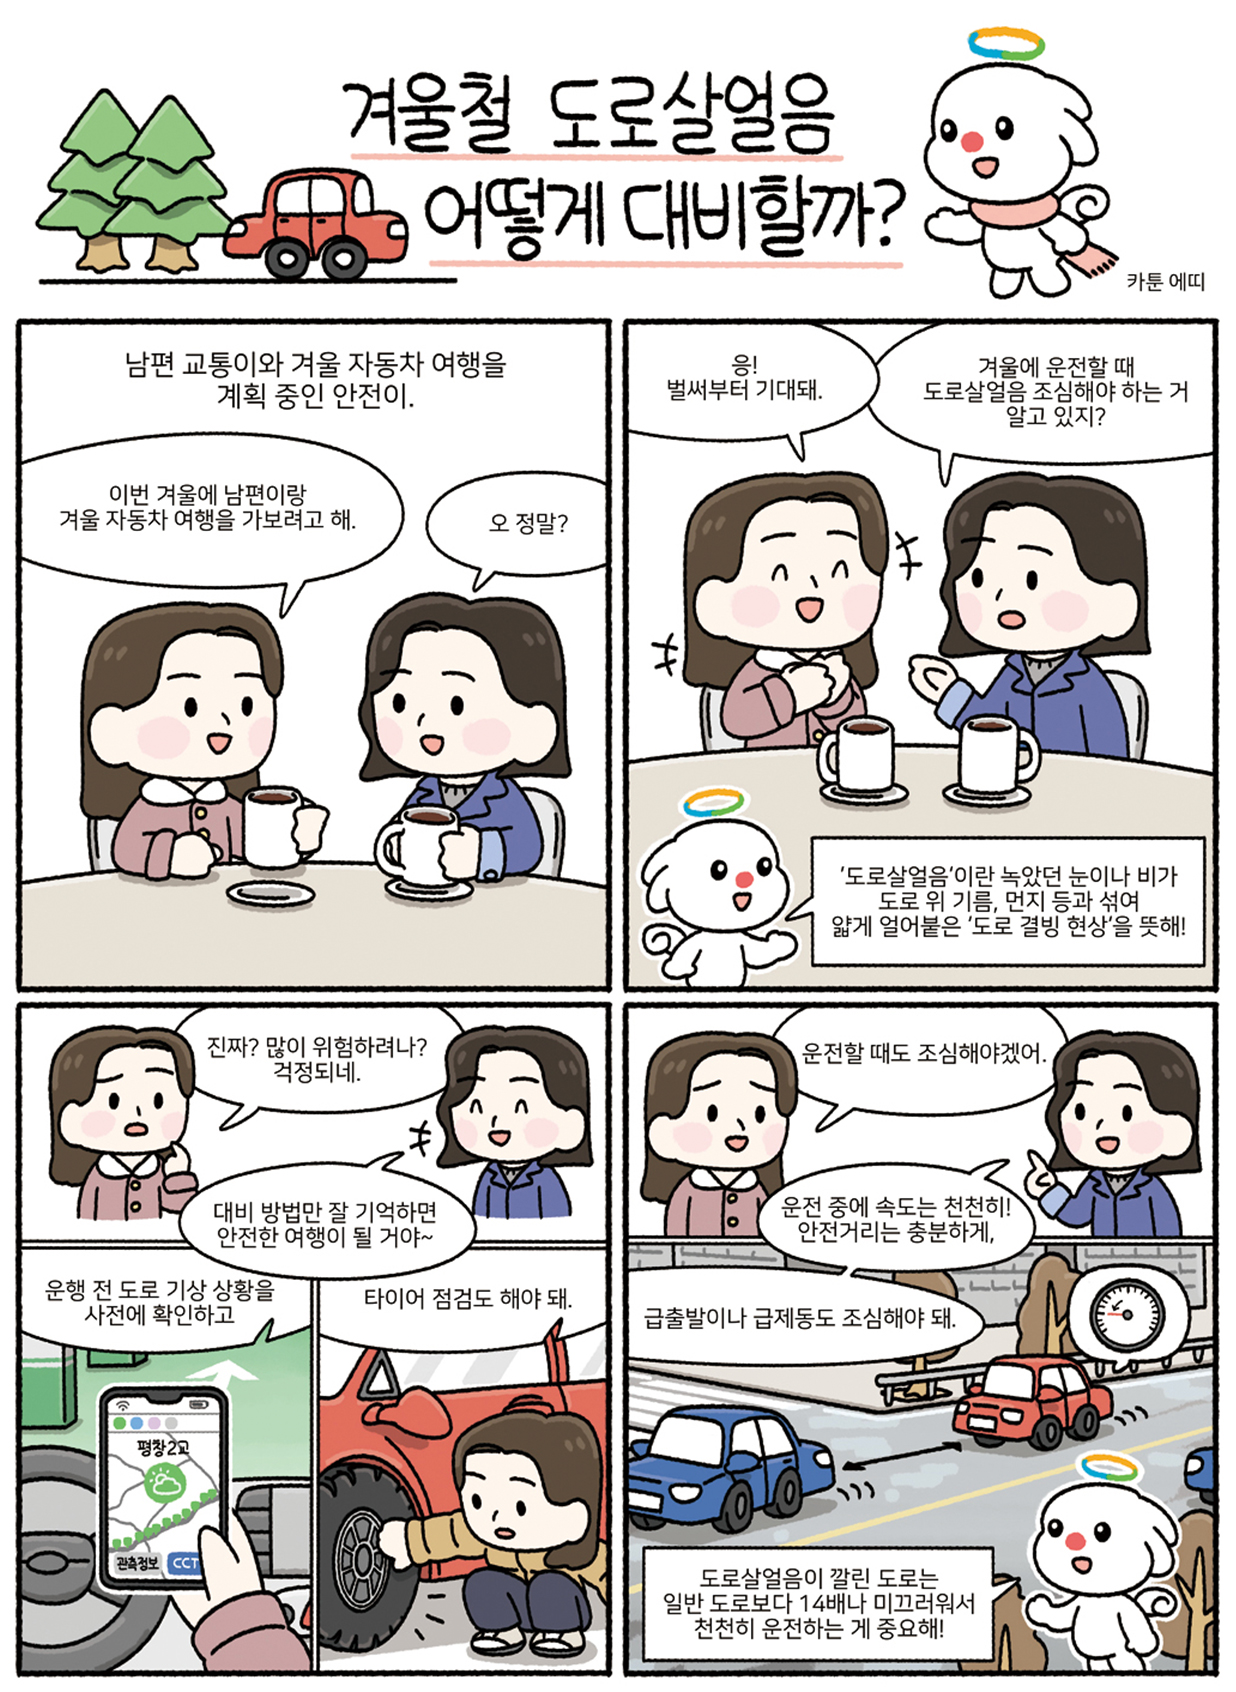 겨울철 도로살얼음
어떻게 대비할까?
카툰 에띠
남편 교통이와 겨울 자동차 여행을
계획 중인 안전이.
이번 겨울에 남편이랑
겨울 자동차 여행을 가보려고 해.
오 정말?
응!
벌써부터 기대돼.
겨울에 운전할 때
도로살얼음 조심해야 하는 거
알고 있지?
'도로살얼음'이란 녹았던 눈이나 비가
도로 위 기름, 먼지 등과 섞여
얇게 얼어붙은 '도로 결빙 현상'을 뜻해!
진짜? 많이 위험하려나?
걱정되네.
대비 방법만 잘 기억하면
안전한 여행이 될 거야~
운행 전 도로 기상 상황을
사전에 확인하고
평창2교
관측정보
CCT
타이어 점검도 해야 돼.
운전할 때도 조심해야겠어.
운전 중에 속도는 천천히!
안전거리는 충분하게,
급출발이나 급제동도 조심해야 돼.
도로살얼음이 깔린 도로는
일반 도로보다 14배나 미끄러워서
천천히 운전하는 게 중요해!